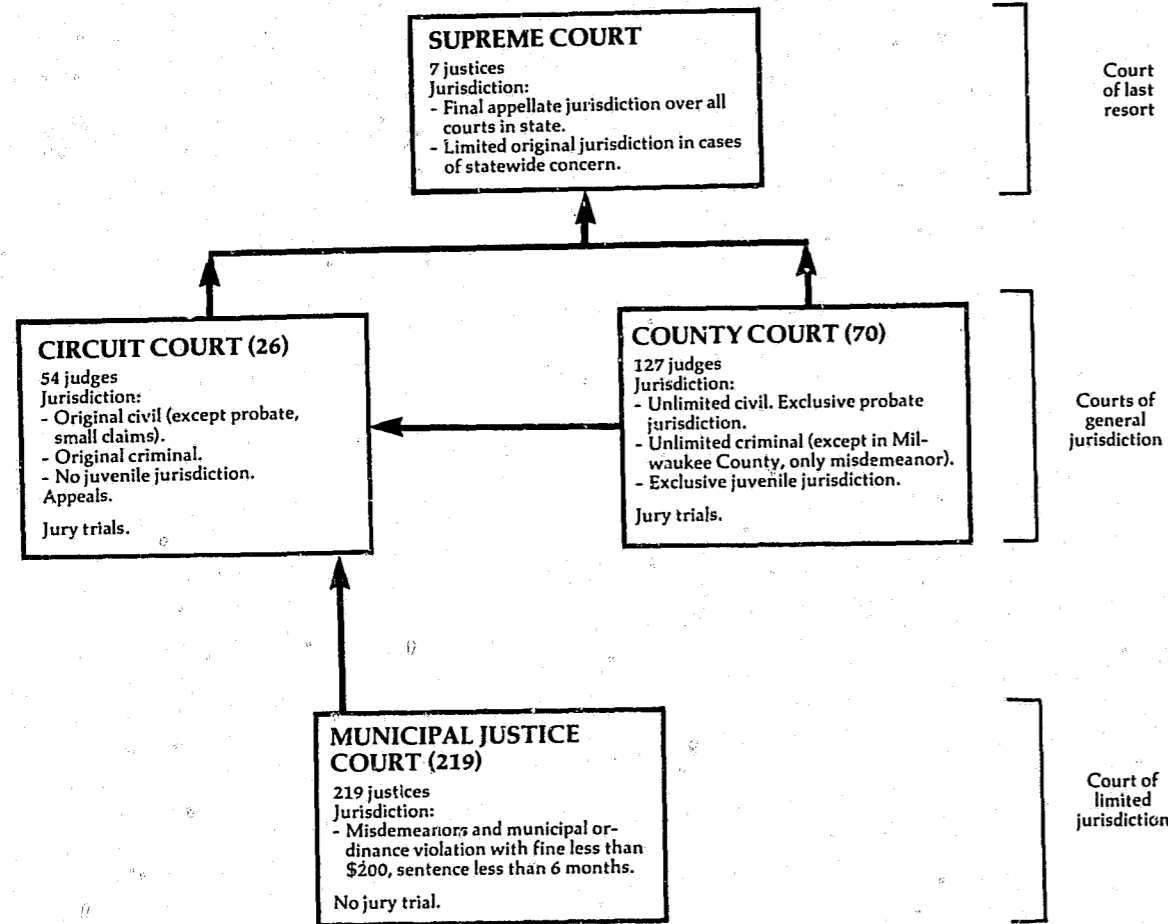 SUPREME COURT
7 justices
Jurisdiction:
- Final appellate jurisdiction over all
courts in state.
- Limited original jurisdiction in cases
of statewide concern.
Court
of last
resort
CIRCUIT COURT (26)
54 judges
Jurisdiction:
- Original civil (except probate,
small claims).
- Original criminal.
- No juvenile jurisdiction.
Appeals.
Jury trials.
COUNTY COURT (70)
127 judges
Jurisdiction:
- Unlimited civil. Exclusive probate
jurisdiction.
- Unlimited criminal (except in Mil-
waukee County, only misdemeanor).
- Exclusive juvenile jurisdiction.
Jury trials.
Courts of
general
jurisdiction
MUNICIPAL JUSTICE
COURT (219)
219 justices
Jurisdiction:
- Misdemeanors and municipal or-
dinance violation with fine less than
$200, sentence less than 6 months.
No jury trial.
Court of
limited
jurisdiction